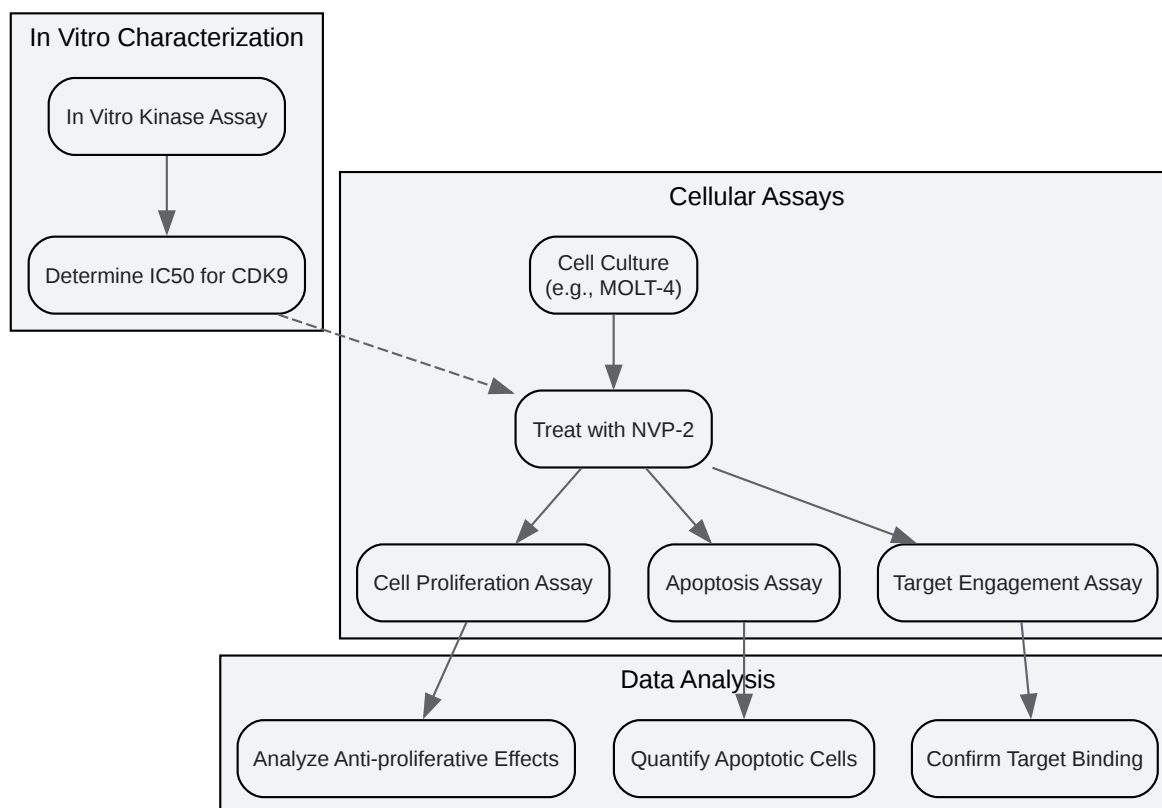 In Vitro Characterization
In Vitro Kinase Assay
Determine IC50 for CDK9
Cellular Assays
Cell Culture
(e.g., MOLT-4)
Treat with NVP-2
Cell Proliferation Assay
Apoptosis Assay
Target Engagement Assay
Data Analysis
Analyze Anti-proliferative Effects
Quantify Apoptotic Cells
Confirm Target Binding